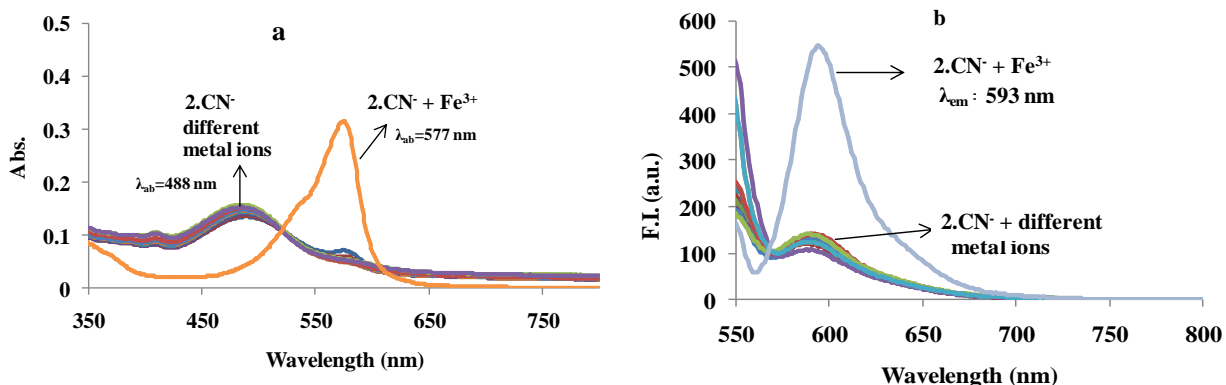 a
0.5
0.4
0.3
0.2
0.1
0
Abs.
2.CN-
different
metal ions
λab=488 nm
2.CN- + Fe3+
λab=577 nm
350
450
550
650
750
Wavelength (nm)
b
600
500
400
300
200
100
0
F.I. (a.u.)
2.CN- + Fe3+
λem : 593 nm
2.CN- + different
metal ions
550
600
650
700
750
800
Wavelength (nm)